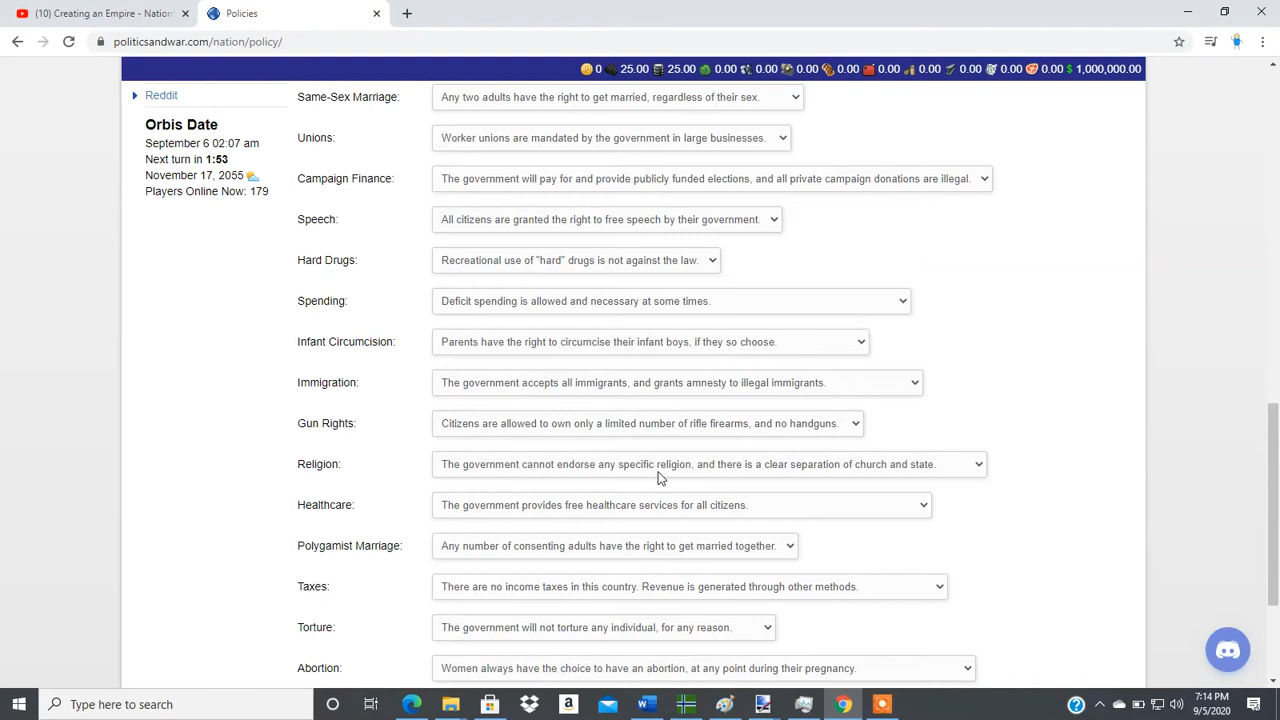 (10) Creating an Empire - Nation
Policies
politicsandwar.com/nation/policy/
0 25.00 25.00 0.00 0.00 0.00 0.00 0.00 0.00 0.00 0.00 0.00 $ 1,000,000.00
Reddit
Orbis Date
September 6 02:07 am
Next turn in 1:53
November 17, 2055
Players Online Now: 179
Same-Sex Marriage: Any two adults have the right to get married, regardless of their sex.
Unions: Worker unions are mandated by the government in large businesses.
Campaign Finance: The government will pay for and provide publicly funded elections, and all private campaign donations are illegal.
Speech: All citizens are granted the right to free speech by their government.
Hard Drugs: Recreational use of "hard" drugs is not against the law.
Spending: Deficit spending is allowed and necessary at some times.
Infant Circumcision: Parents have the right to circumcise their infant boys, if they so choose.
Immigration: The government accepts all immigrants, and grants amnesty to illegal immigrants.
Gun Rights: Citizens are allowed to own only a limited number of rifle firearms, and no handguns.
Religion: The government cannot endorse any specific religion, and there is a clear separation of church and state.
Healthcare: The government provides free healthcare services for all citizens.
Polygamist Marriage: Any number of consenting adults have the right to get married together.
Taxes: There are no income taxes in this country. Revenue is generated through other methods.
Torture: The government will not torture any individual, for any reason.
Abortion: Women always have the choice to have an abortion, at any point during their pregnancy.
Type here to search
7:14 PM
9/5/2020